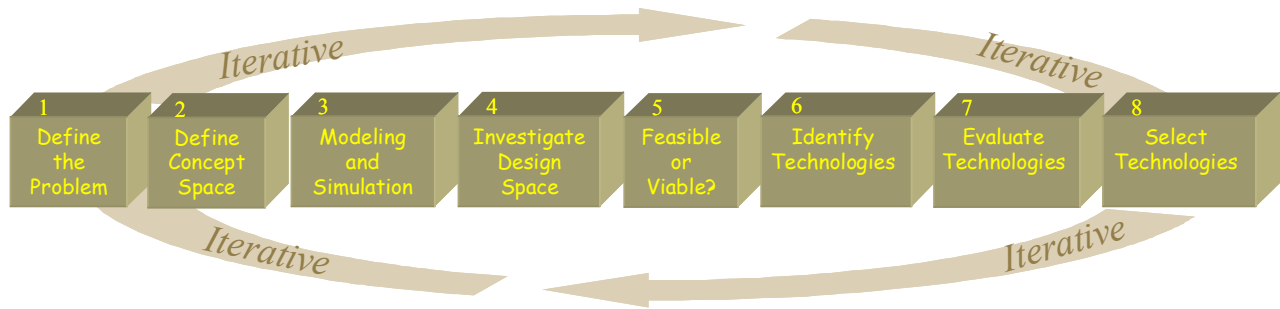 Iterative
Iterative
1
Define
the
Problem
2
Define
Concept
Space
3
Modeling
and
Simulation
4
Investigate
Design
Space
5
Feasible
or
Viable?
6
Identify
Technologies
7
Evaluate
Technologies
8
Select
Technologies
Iterative
Iterative